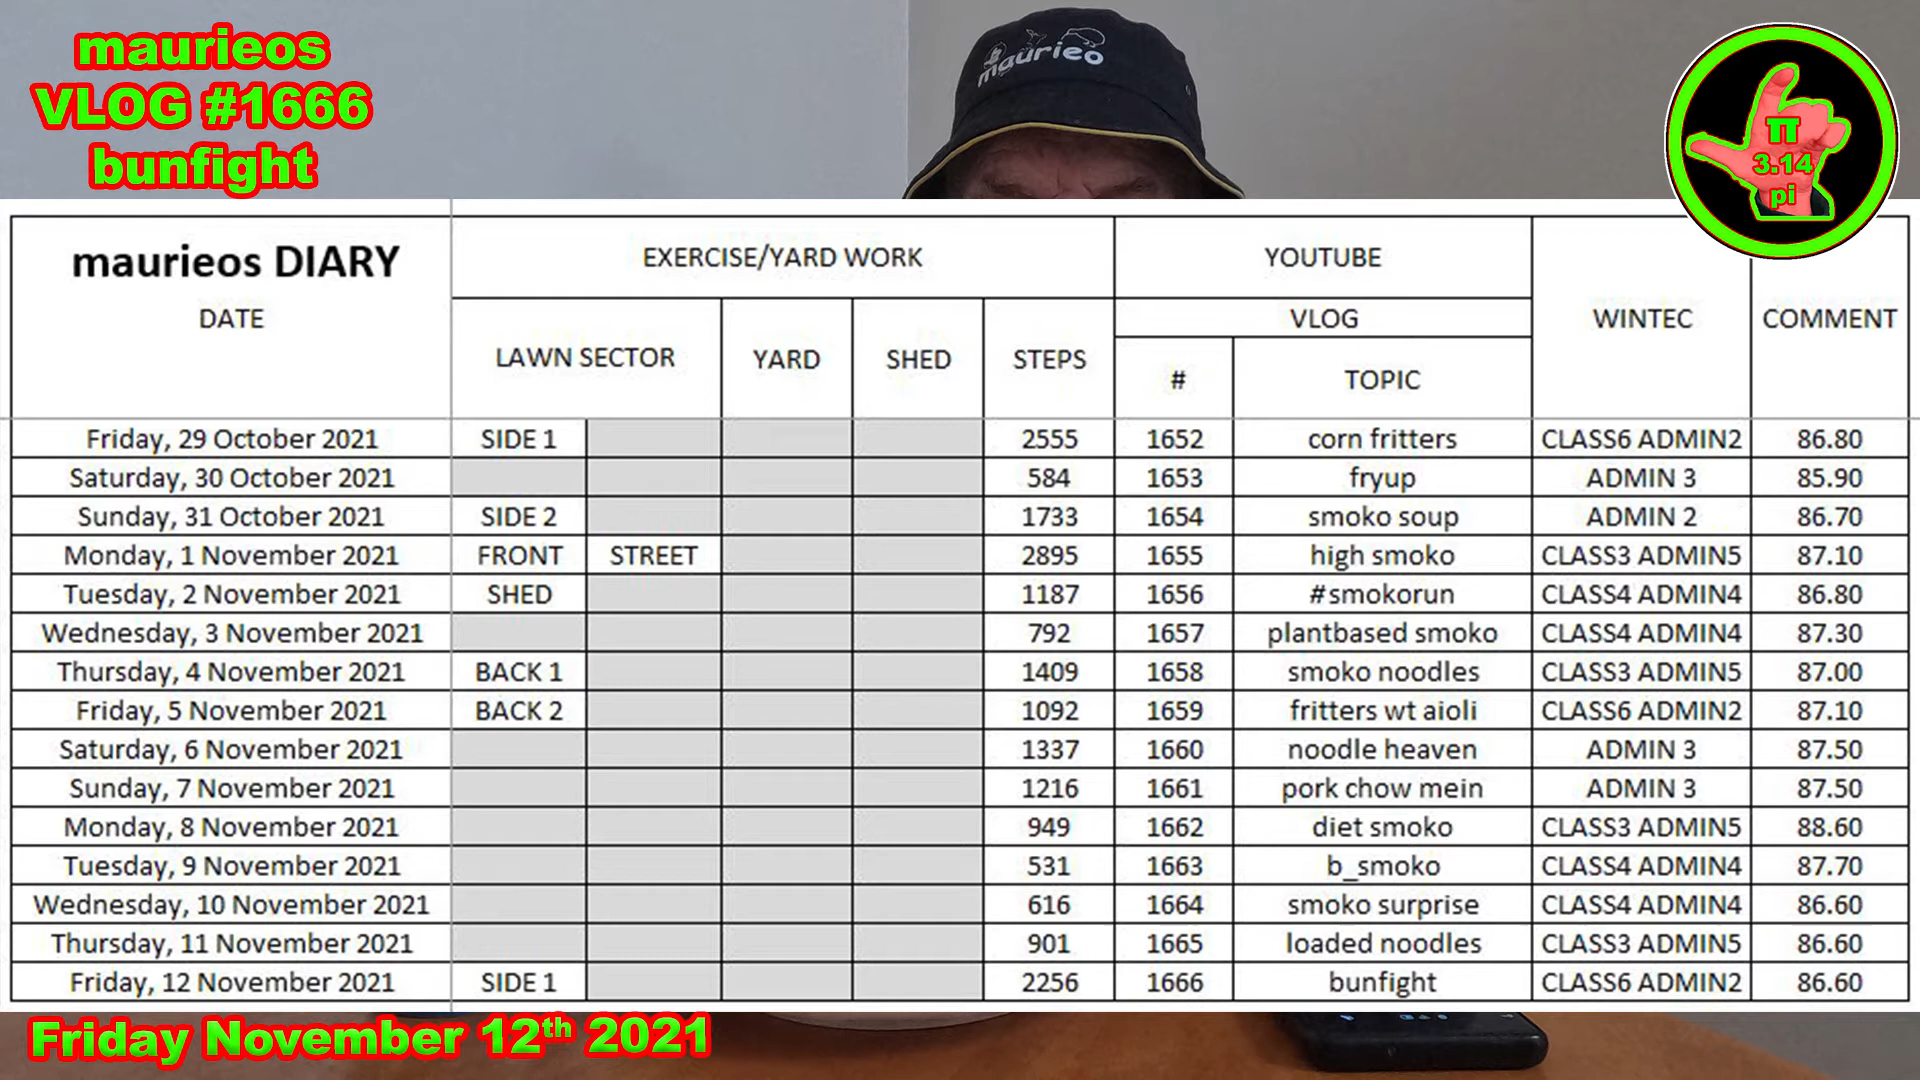 maurieos
VLOG #1666
bunfight
maurieo
π
3.14
pi
maurieos DIARY
DATE
EXERCISE/YARD WORK
YOUTUBE
WINTEC
COMMENT
LAWN SECTOR
YARD
SHED
STEPS
VLOG
#
TOPIC
Friday, 29 October 2021 SIDE 1 2555 1652 corn fritters CLASS6 ADMIN2 86.80
Saturday, 30 October 2021 584 1653 fryup ADMIN 3 85.90
Sunday, 31 October 2021 SIDE 2 1733 1654 smoko soup ADMIN 2 86.70
Monday, 1 November 2021 FRONT STREET 2895 1655 high smoko CLASS3 ADMIN5 87.10
Tuesday, 2 November 2021 SHED 1187 1656 #smokorun CLASS4 ADMIN4 86.80
Wednesday, 3 November 2021 792 1657 plantbased smoko CLASS4 ADMIN4 87.30
Thursday, 4 November 2021 BACK 1 1409 1658 smoko noodles CLASS3 ADMIN5 87.00
Friday, 5 November 2021 BACK 2 1092 1659 fritters wt aioli CLASS6 ADMIN2 87.10
Saturday, 6 November 2021 1337 1660 noodle heaven ADMIN 3 87.50
Sunday, 7 November 2021 1216 1661 pork chow mein ADMIN 3 87.50
Monday, 8 November 2021 949 1662 diet smoko CLASS3 ADMIN5 88.60
Tuesday, 9 November 2021 531 1663 b_smoko CLASS4 ADMIN4 87.70
Wednesday, 10 November 2021 616 1664 smoko surprise CLASS4 ADMIN4 86.60
Thursday, 11 November 2021 901 1665 loaded noodles CLASS3 ADMIN5 86.60
Friday, 12 November 2021 SIDE 1 2256 1666 bunfight CLASS6 ADMIN2 86.60
Friday November 12th 2021